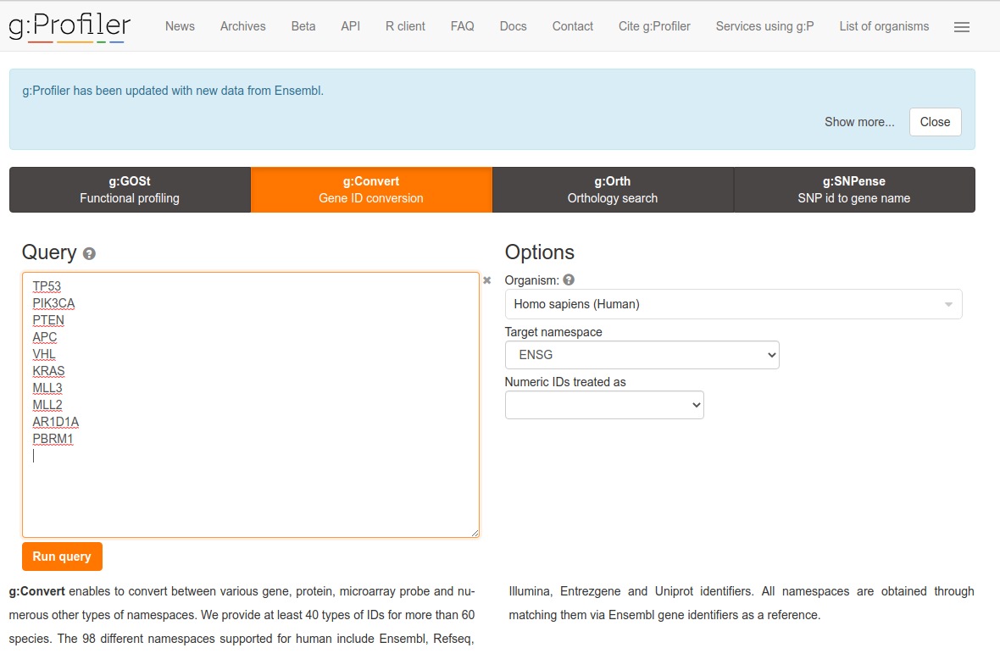 g:Profiler
News Archives Beta API R client FAQ Docs Contact Cite g:Profiler Services using g:P List of organisms
g:Profiler has been updated with new data from Ensembl.
Show more... Close
g:GOSt
Functional profiling
g:Convert
Gene ID conversion
g:Orth
Orthology search
g:SNPense
SNP id to gene name
Query ?
TP53
PIK3CA
PTEN
APC
VHL
KRAS
MLL3
MLL2
AR1D1A
PBRM1
Run query
Options
Organism: ?
Homo sapiens (Human)
Target namespace
ENSG
Numeric IDs treated as
g:Convert enables to convert between various gene, protein, microarray probe and nu-
merous other types of namespaces. We provide at least 40 types of IDs for more than 60
species. The 98 different namespaces supported for human include Ensembl, Refseq,
Illumina, Entrezgene and Uniprot identifiers. All namespaces are obtained through
matching them via Ensembl gene identifiers as a reference.